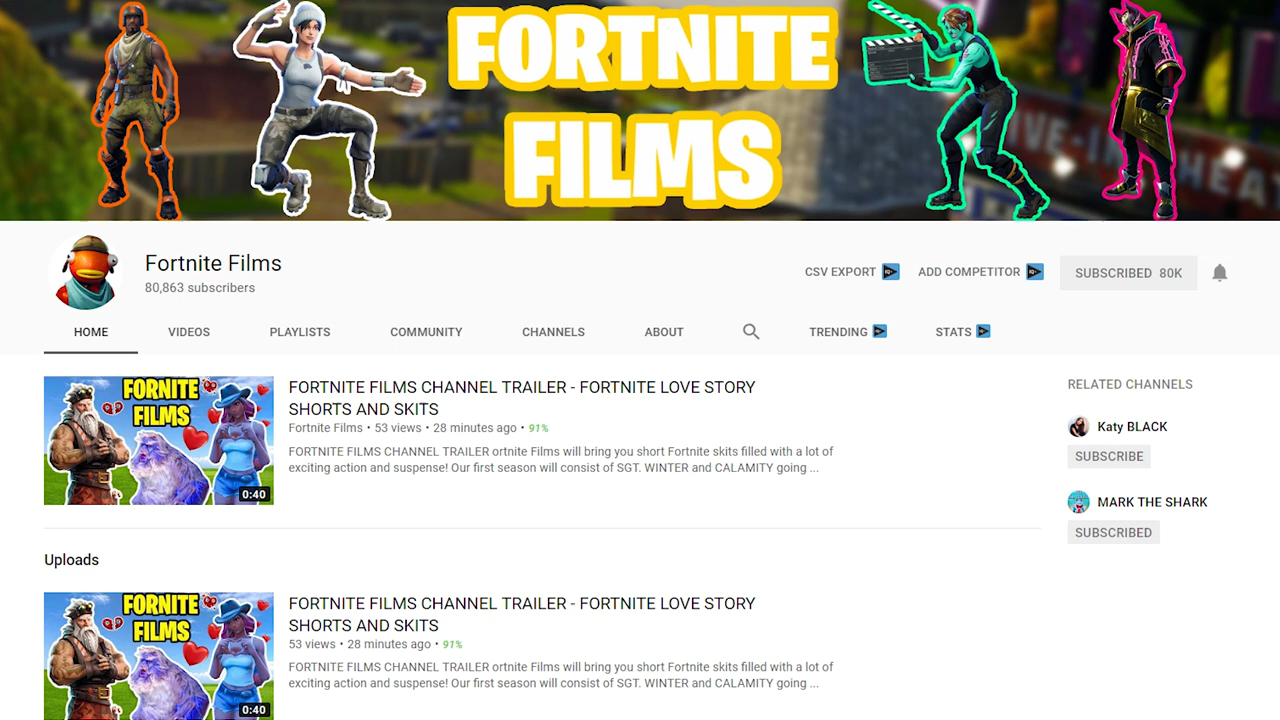 FORTNITE
FILMS
IVE-IN THEAT
Fortnite Films
80,863 subscribers
CSV EXPORT
ADD COMPETITOR
SUBSCRIBED 80K
HOME
VIDEOS
PLAYLISTS
COMMUNITY
CHANNELS
ABOUT
TRENDING
STATS
FORNITE
FILMS
0:40
FORTNITE FILMS CHANNEL TRAILER - FORTNITE LOVE STORY
SHORTS AND SKITS
Fortnite Films • 53 views • 28 minutes ago • 91%
FORTNITE FILMS CHANNEL TRAILER ortnite Films will bring you short Fortnite skits filled with a lot of
exciting action and suspense! Our first season will consist of SGT. WINTER and CALAMITY going ...
RELATED CHANNELS
Katy BLACK
SUBSCRIBE
MARK THE SHARK
SUBSCRIBED
Uploads
FORNITE
FILMS
0:40
FORTNITE FILMS CHANNEL TRAILER - FORTNITE LOVE STORY
SHORTS AND SKITS
53 views • 28 minutes ago • 91%
FORTNITE FILMS CHANNEL TRAILER ortnite Films will bring you short Fortnite skits filled with a lot of
exciting action and suspense! Our first season will consist of SGT. WINTER and CALAMITY going ...